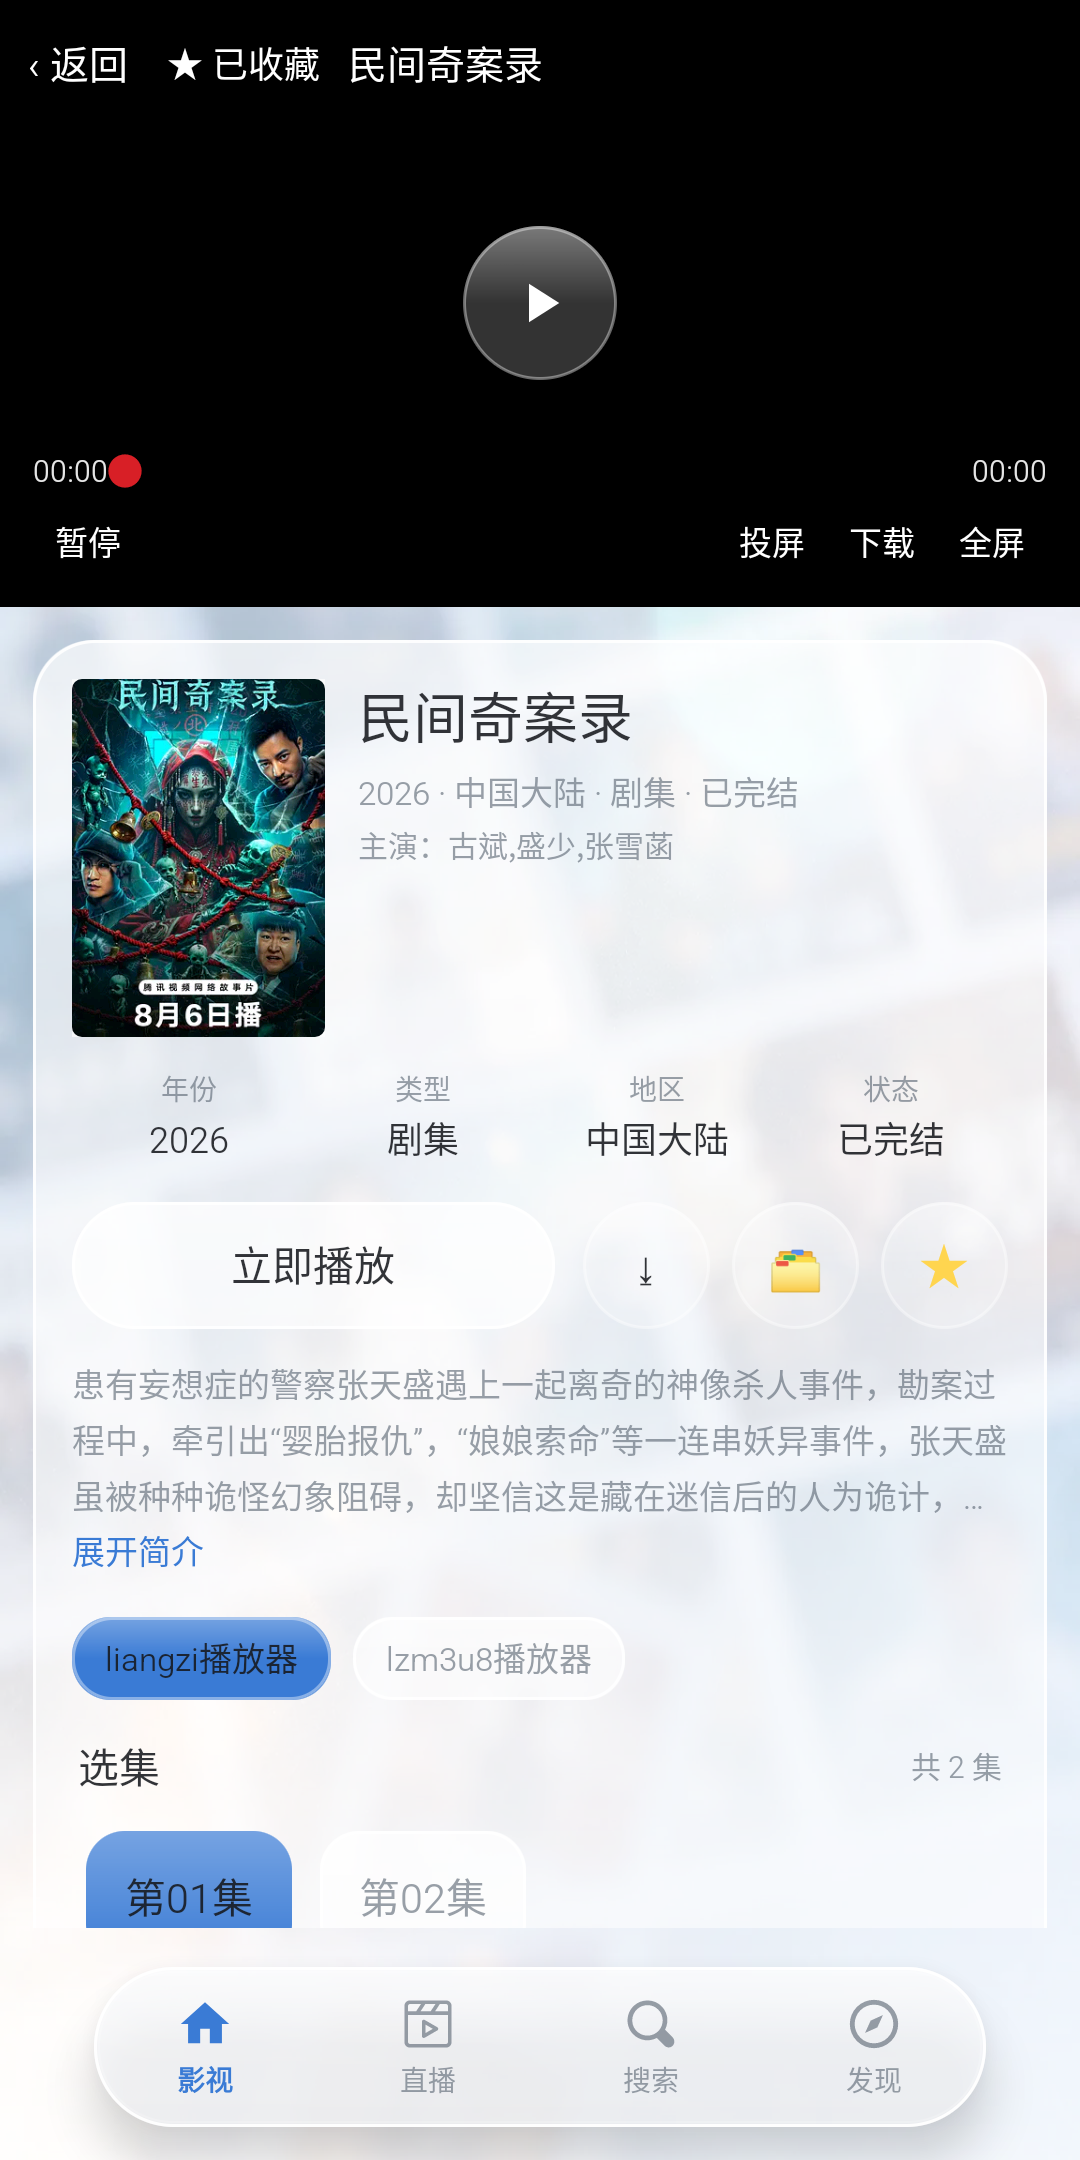 ‹ 返回 ★ 已收藏 民间奇案录
00:00 00:00
暂停 投屏 下载 全屏
民间奇案录
北
腾讯视频网络故事片
8月6日播
民间奇案录
2026 · 中国大陆 · 剧集 · 已完结
主演：古斌,盛少,张雪菡
年份 类型 地区 状态
2026 剧集 中国大陆 已完结
立即播放
患有妄想症的警察张天盛遇上一起离奇的神像杀人事件，勘案过
程中，牵引出“婴胎报仇”，“娘娘索命”等一连串妖异事件，张天盛
虽被种种诡怪幻象阻碍，却坚信这是藏在迷信后的人为诡计，...
展开简介
liangzi播放器 lzm3u8播放器
选集 共 2 集
第01集 第02集
影视 直播 搜索 发现